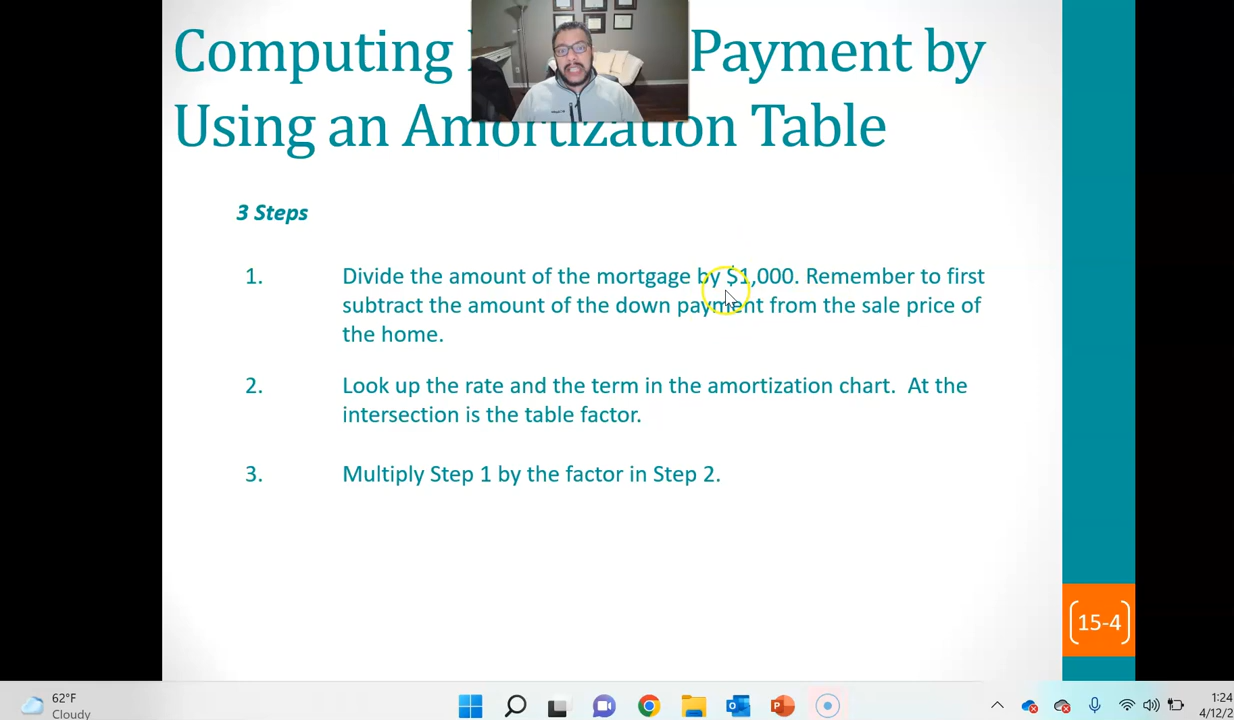 Computing Payment by
Using an Amortization Table
3 Steps
1. Divide the amount of the mortgage by $1,000. Remember to first
subtract the amount of the down payment from the sale price of
the home.
2. Look up the rate and the term in the amortization chart. At the
intersection is the table factor.
3. Multiply Step 1 by the factor in Step 2.
15-4
62°F
Cloudy
1:24
4/12/2